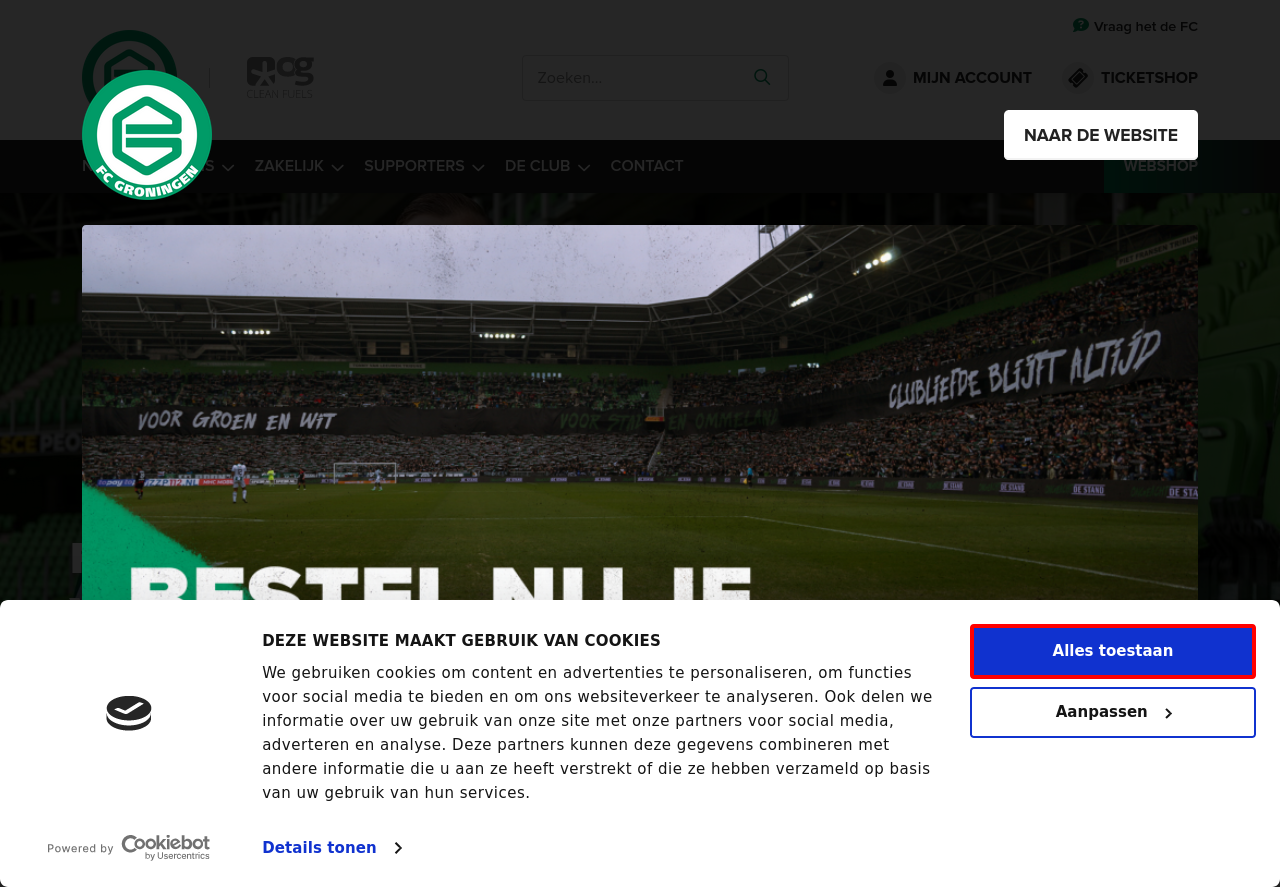 Vraag het de FC
CLEAN FUELS
Zoeken...
MIJN ACCOUNT
TICKETSHOP
NAAR DE WEBSITE
FC GRONINGEN
ZAKELIJK
SUPPORTERS
DE CLUB
CONTACT
WEBSHOP
CLUBLIEFDE BLIJFT ALTIJD
VOOR GROEN EN WIT
VOOR STAD EN OMMELAND
DE STAND
BESTEL NU JE
DEZE WEBSITE MAAKT GEBRUIK VAN COOKIES
We gebruiken cookies om content en advertenties te personaliseren, om functies
voor social media te bieden en om ons websiteverkeer te analyseren. Ook delen we
informatie over uw gebruik van onze site met onze partners voor social media,
adverteren en analyse. Deze partners kunnen deze gegevens combineren met
andere informatie die u aan ze heeft verstrekt of die ze hebben verzameld op basis
van uw gebruik van hun services.
Alles toestaan
Aanpassen
Powered by Cookiebot
by Usercentrics
Details tonen